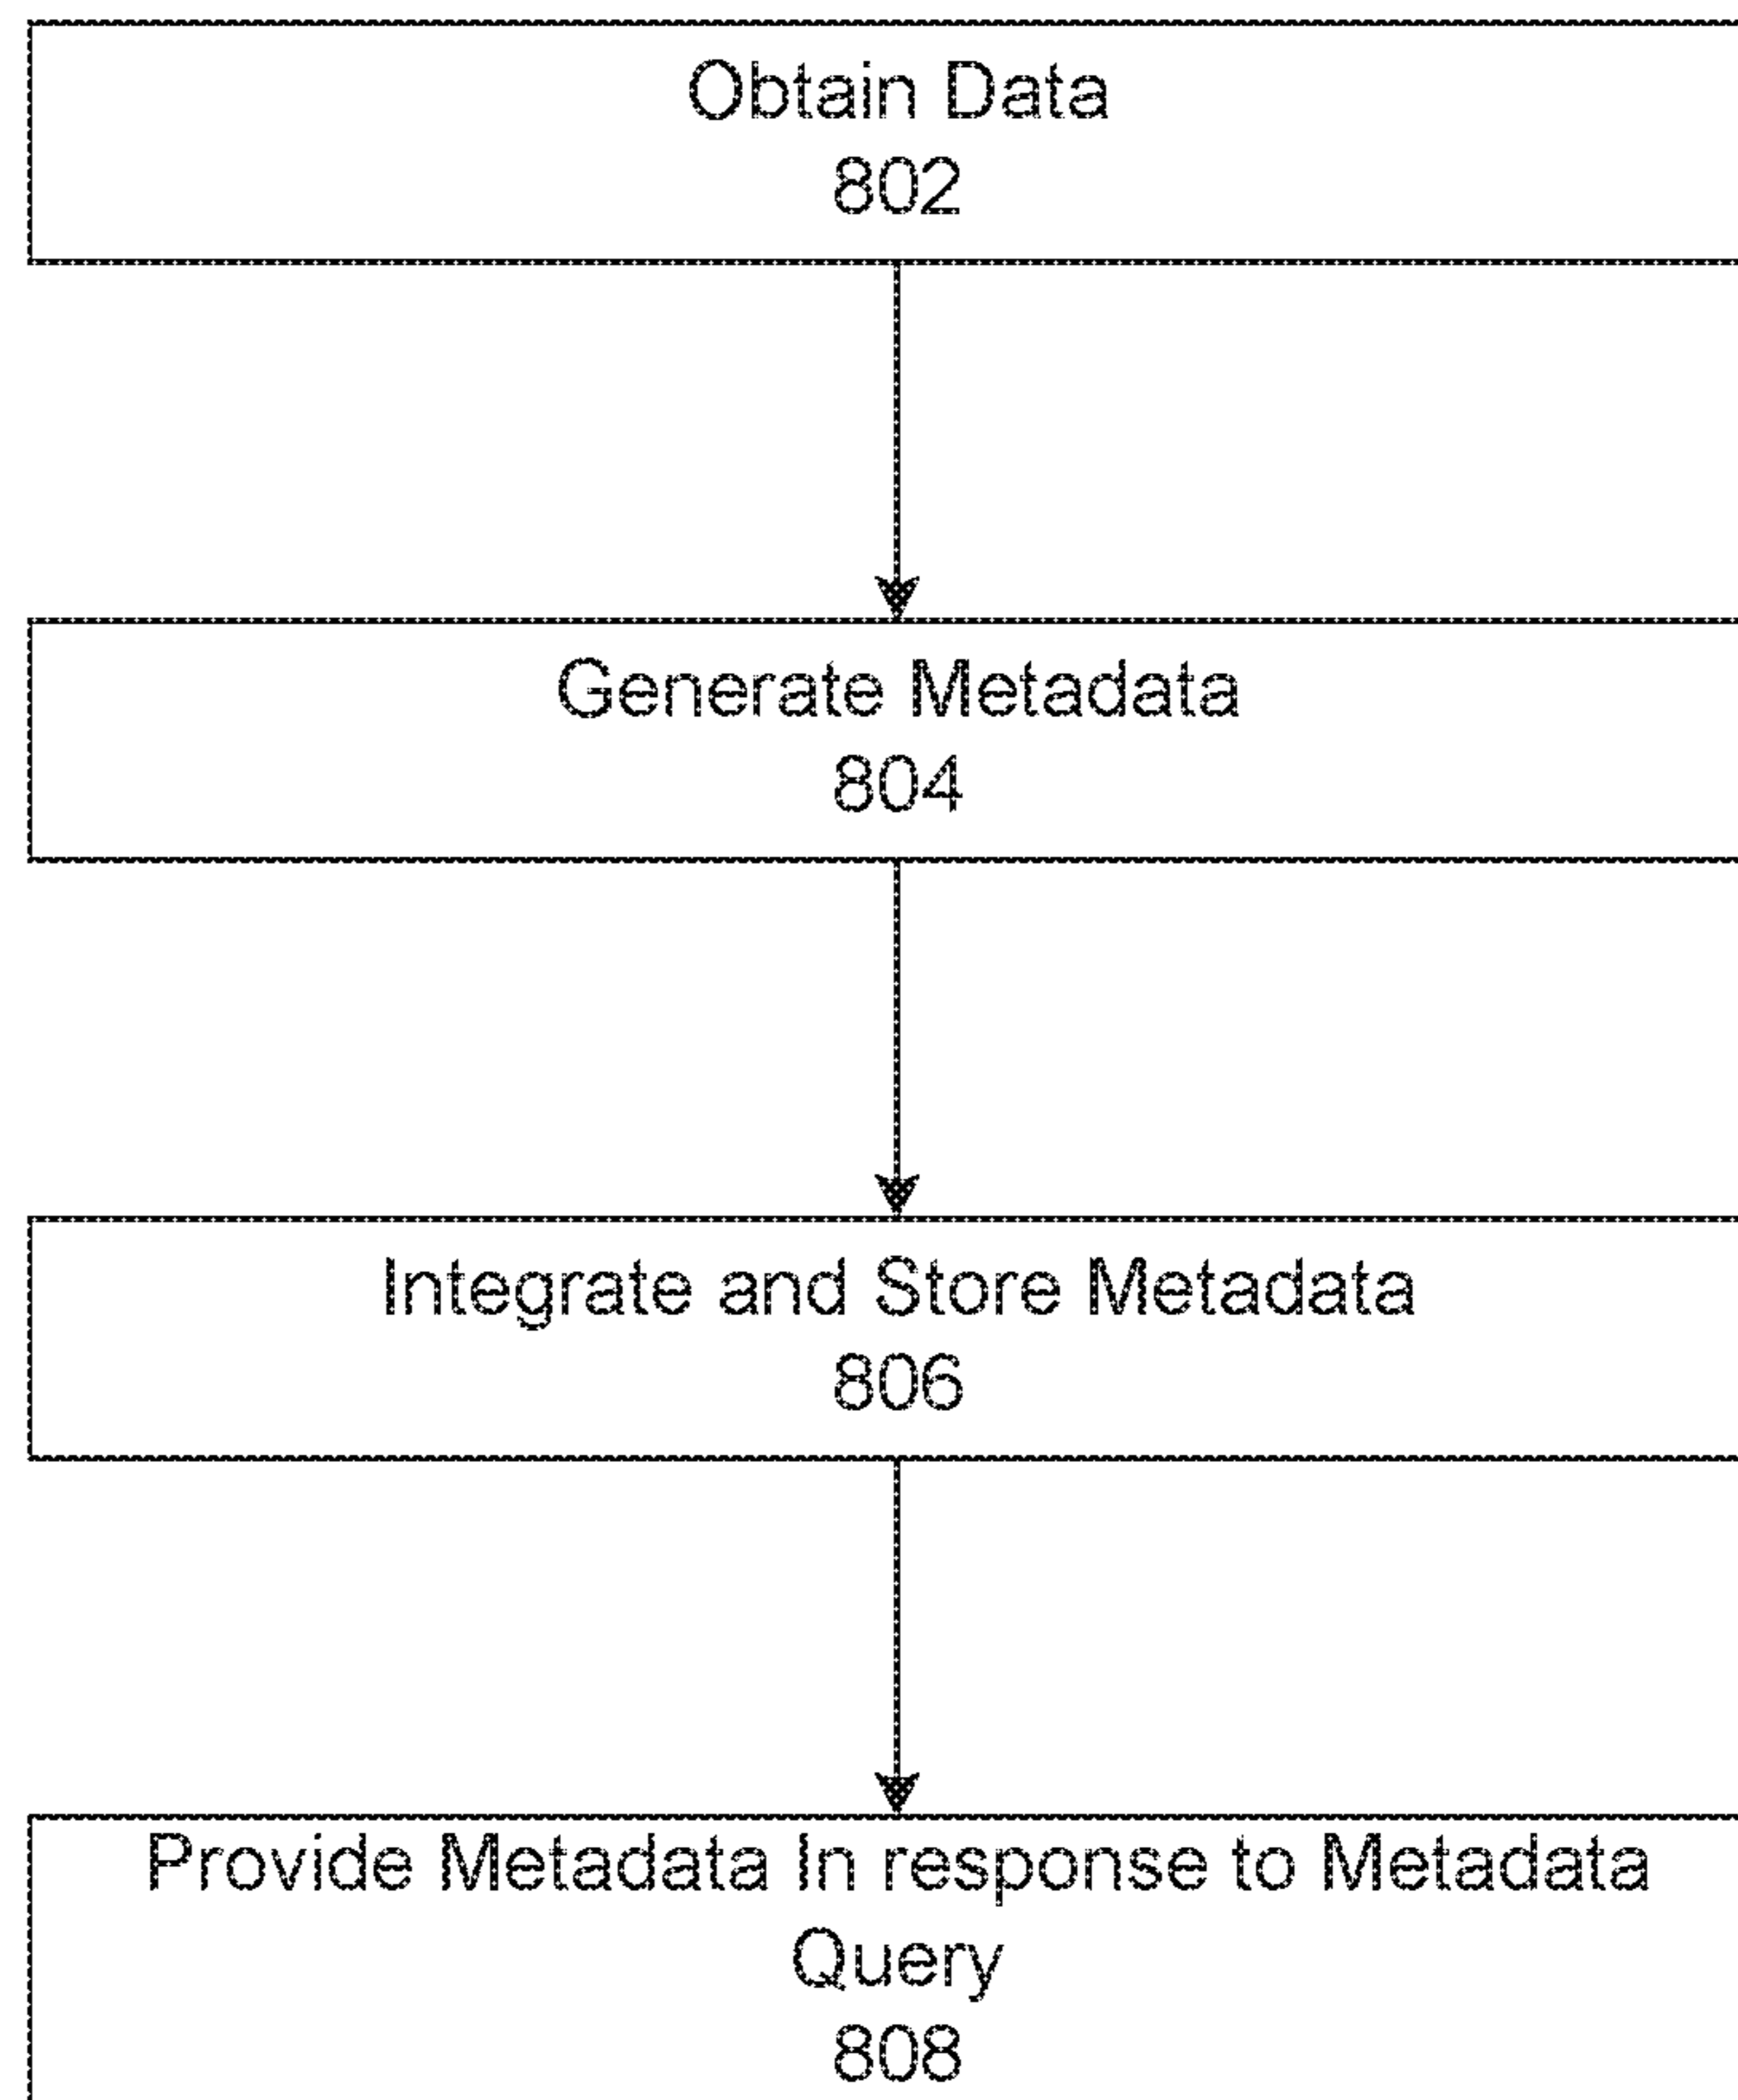 Obtain Data
802
Generate Metadata
804
Integrate and Store Metadata
806
Provide Metadata In response to Metadata
Query
808